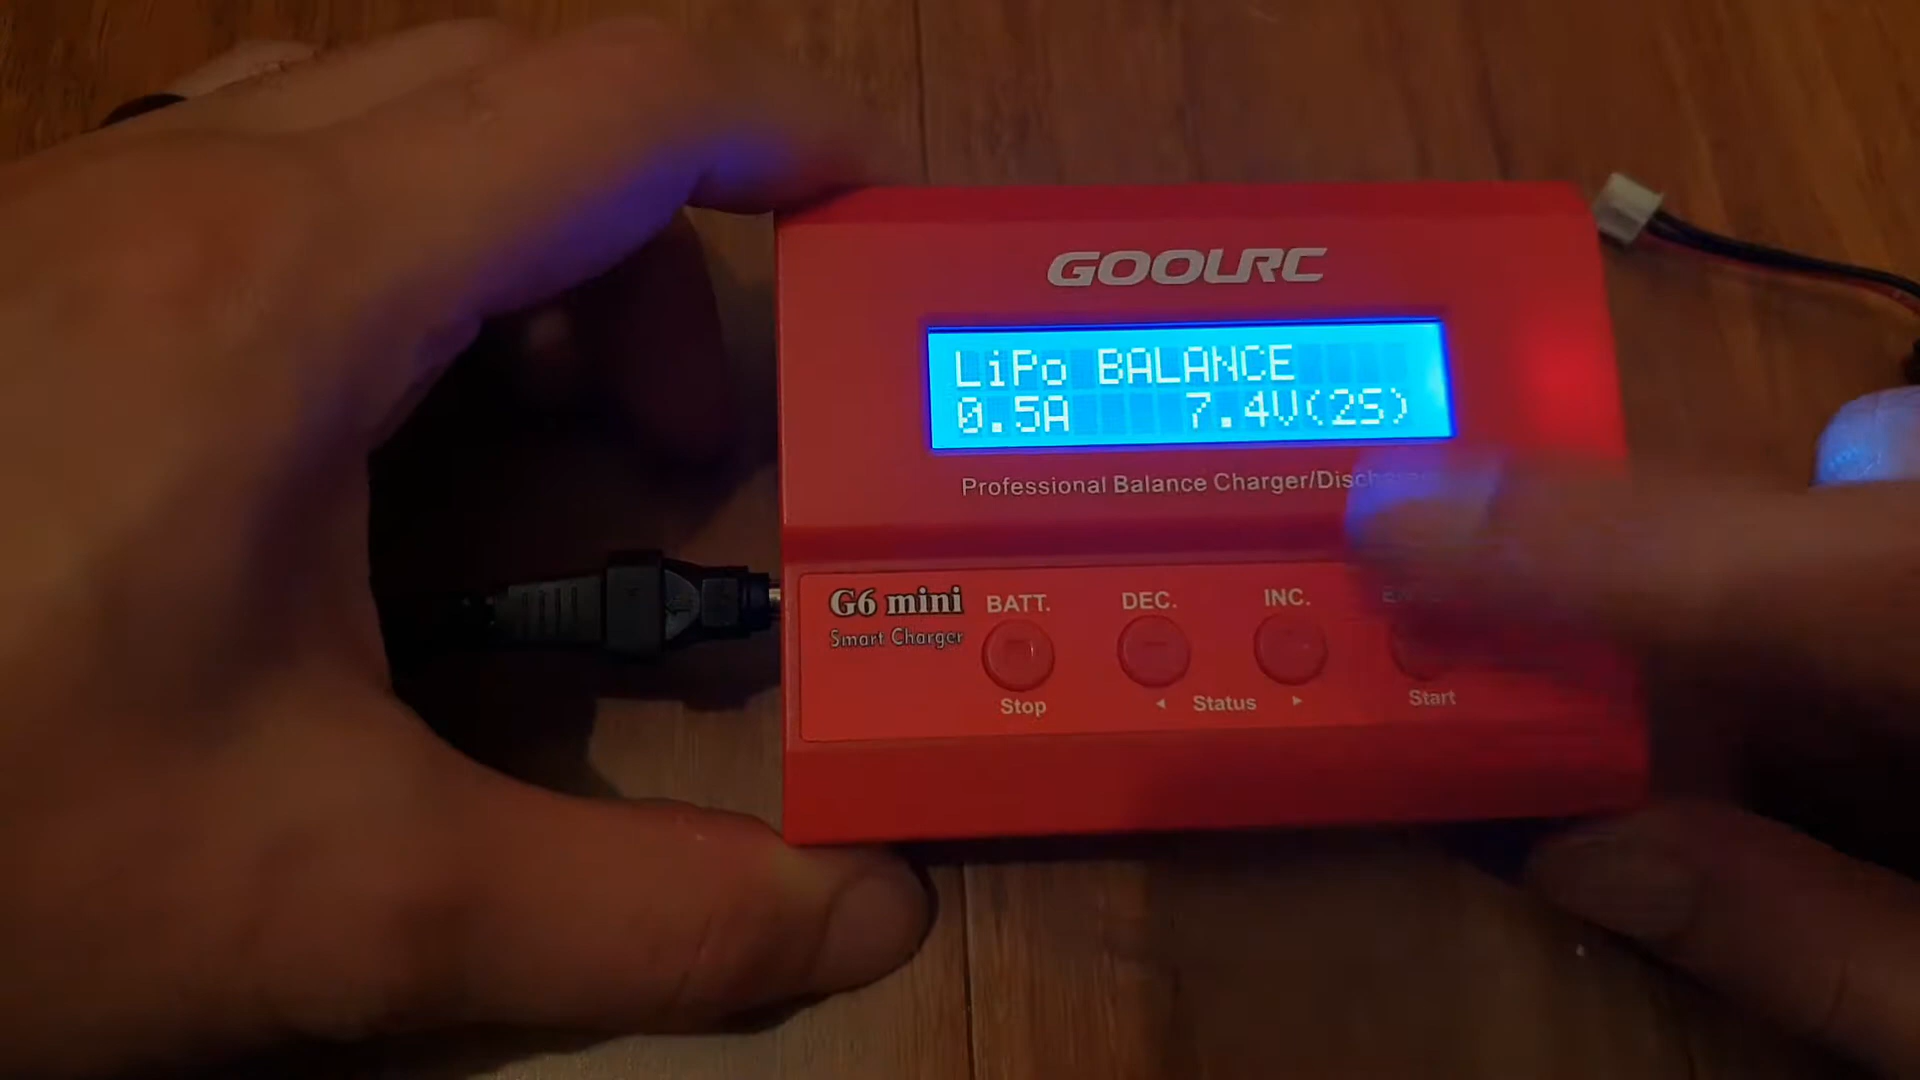 GOOLRC
LiPo BALANCE
0.5A 7.4V(2S)
Professional Balance Charger/
G6 mini
Smart Charger
BATT. DEC. INC.
Stop ◄ Status ► Start